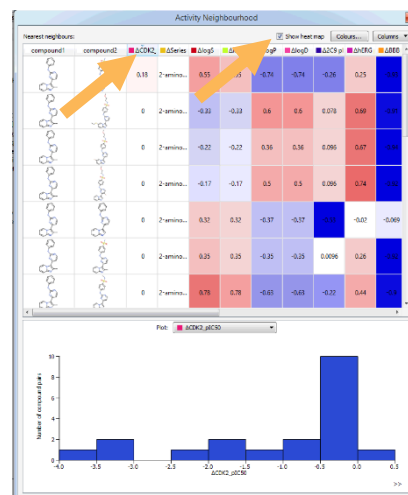 Activity Neighbourhood
Nearest neighbours: Show heat map Colours... Columns
compound1 compound2 ΔCDK2_ ΔSeries ΔlogS ΔlogD Δ2C9 pI ΔhERG ΔBBB
0.18 2-amino... 0.55 -0.74 -0.74 -0.26 0.25
0 2-amino... -0.33 -0.33 0.6 0.6 0.078 0.69
0 2-amino... -0.22 -0.22 0.36 0.36 0.096 0.67
0 2-amino... -0.17 -0.17 0.5 0.5 0.096 0.74
0 2-amino... 0.32 0.32 -0.37 -0.37 -0.02 -0.069
0 2-amino... 0.35 0.35 -0.35 -0.35 0.0096 0.26
0 2-amino... 0.78 0.78 -0.63 -0.63 -0.22 0.44
Plot: ΔCDK2_pIC50
Number of compound pairs
10
8
6
4
2
0
-4.0 -3.5 -3.0 -2.5 -2.0 -1.5 -1.0 -0.5 0.0 0.5
ΔCDK2_pIC50
>>